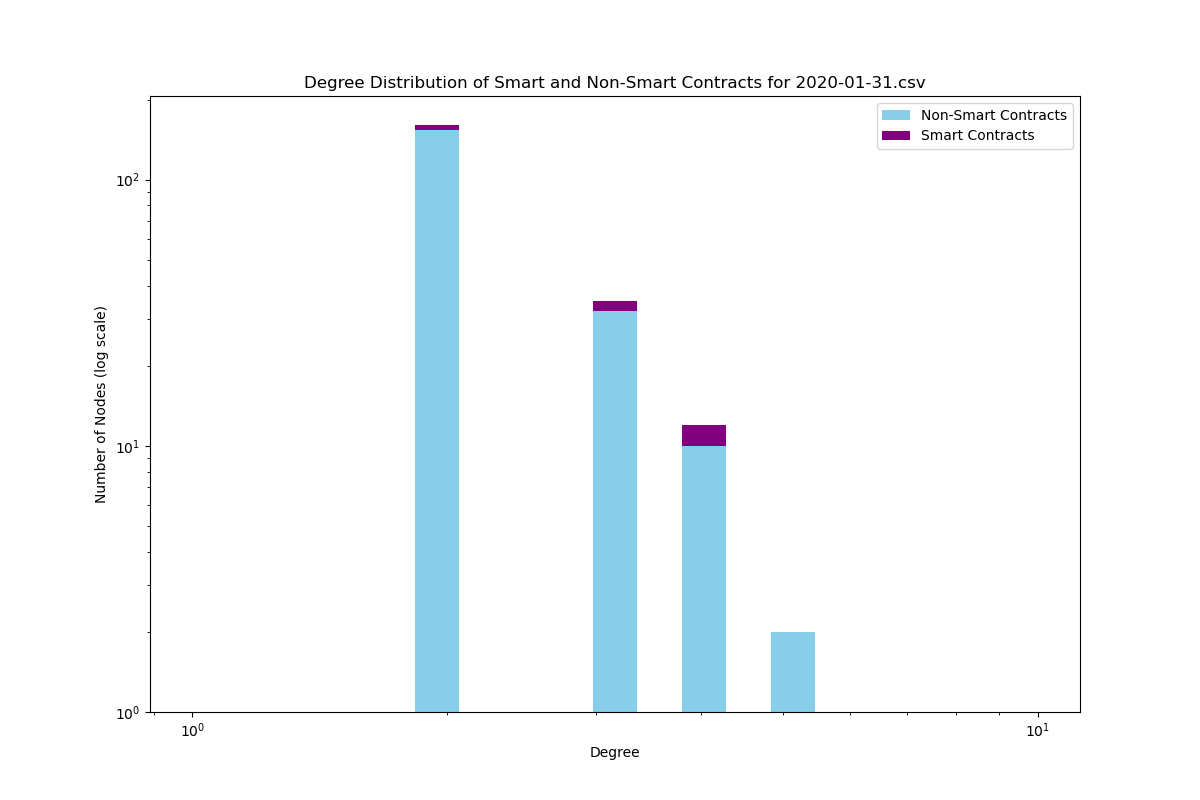 Degree Distribution of Smart and Non-Smart Contracts for 2020-01-31.csv
Non-Smart Contracts
Smart Contracts
Number of Nodes (log scale)
10²
10¹
10⁰
10⁰ 10¹
Degree